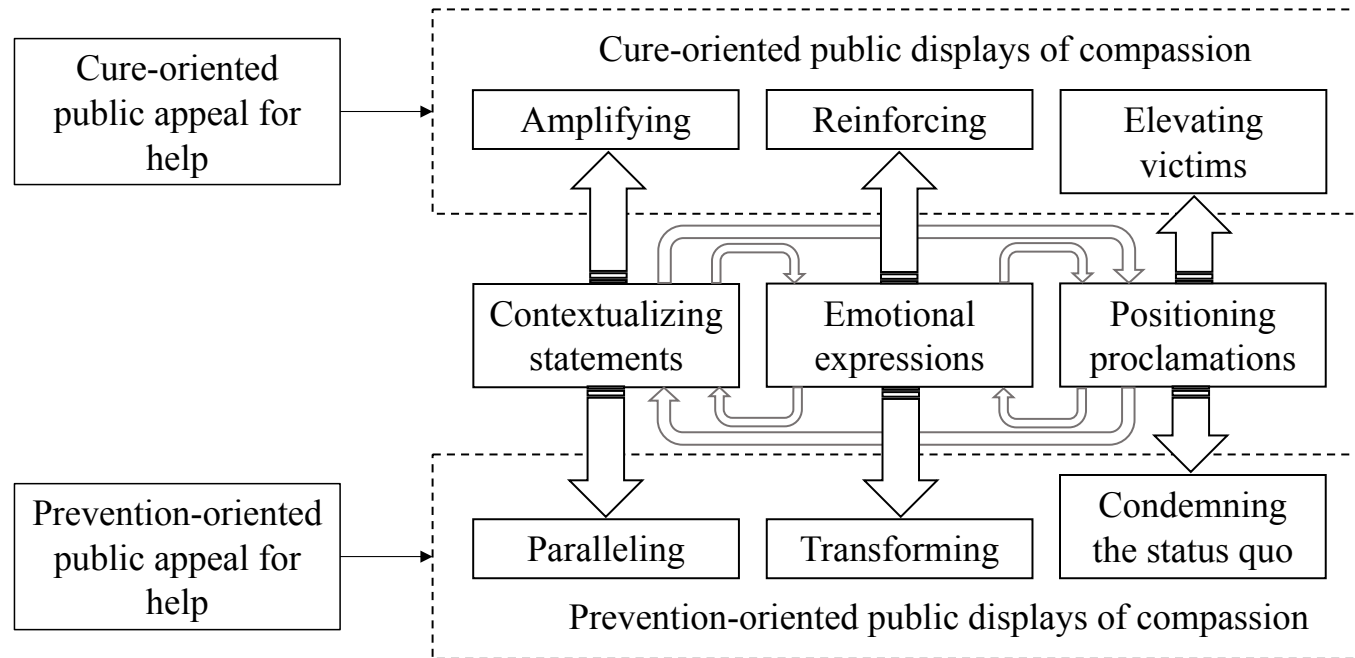 Cure-oriented
public appeal for
help
Cure-oriented public displays of compassion
Amplifying
Reinforcing
Elevating
victims
Contextualizing
statements
Emotional
expressions
Positioning
proclamations
Prevention-oriented
public appeal for
help
Paralleling
Transforming
Condemning
the status quo
Prevention-oriented public displays of compassion